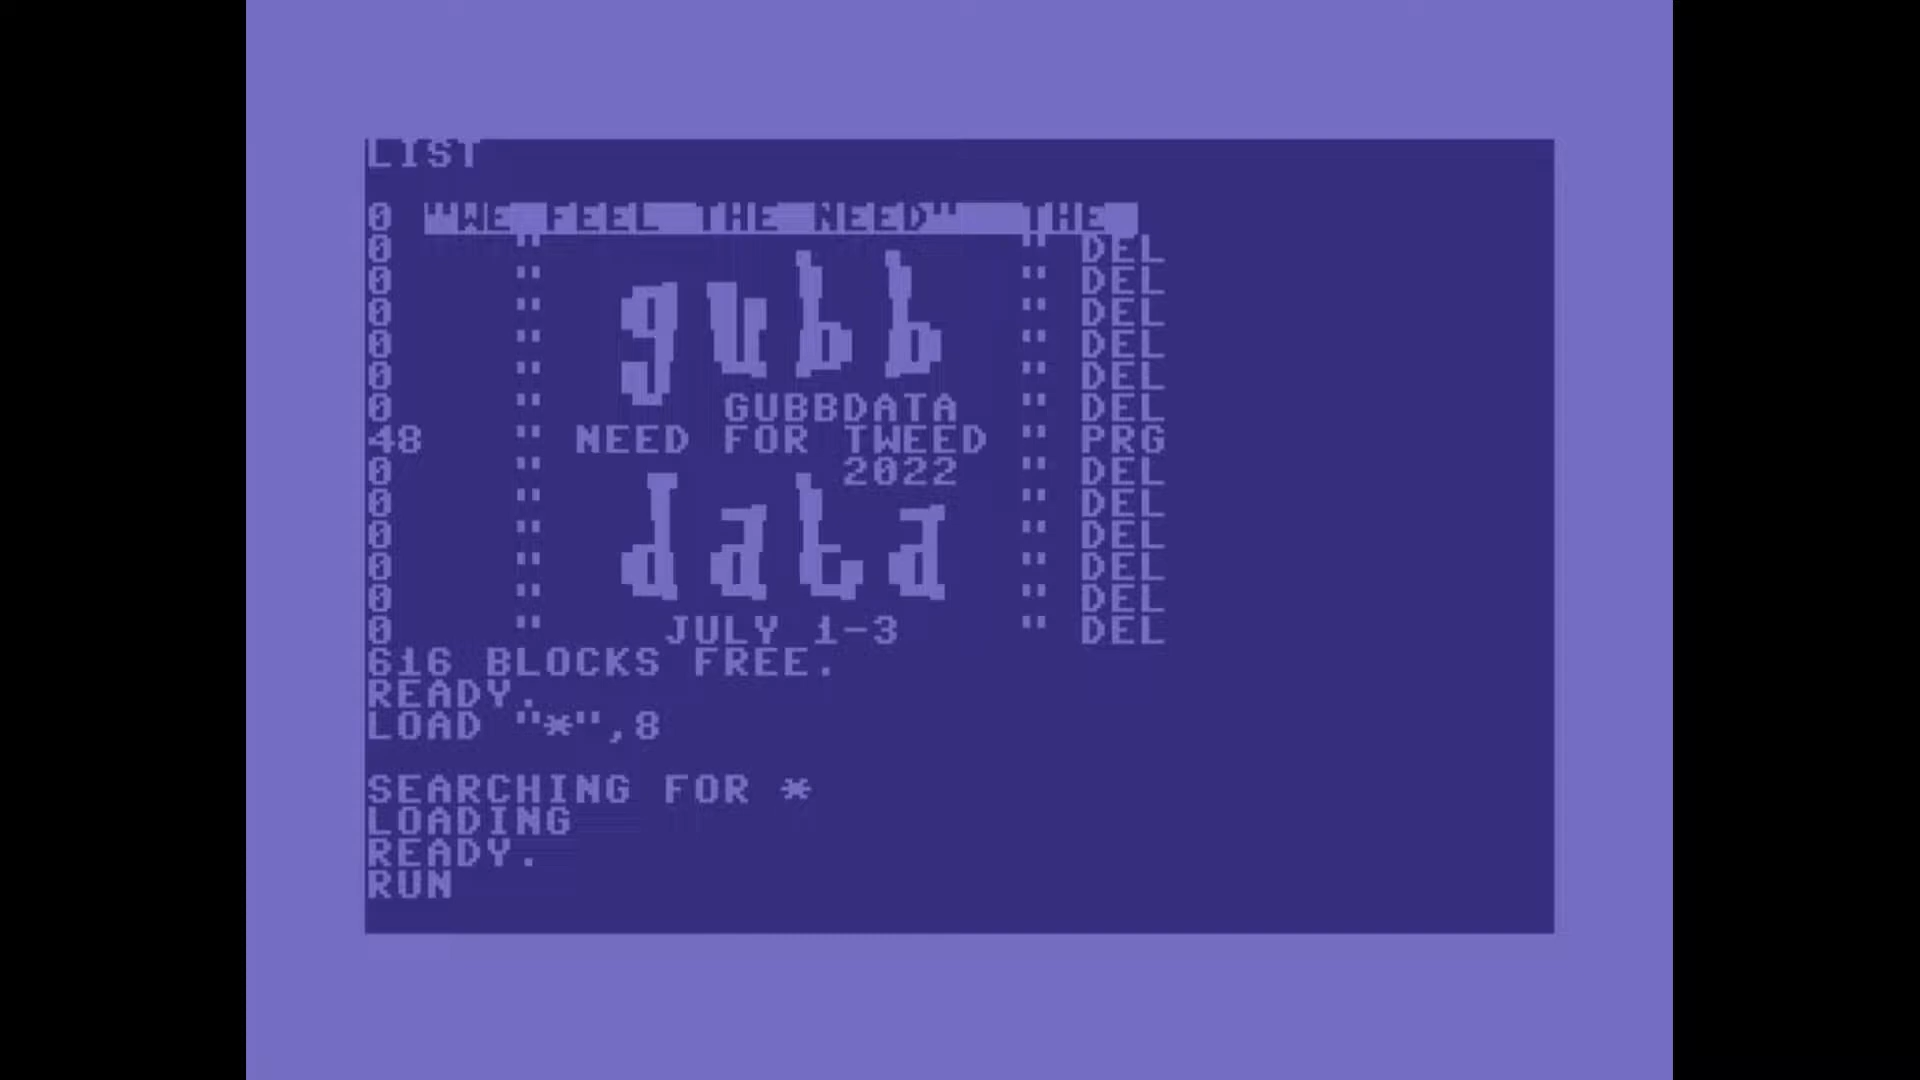 LIST
0 "WE FEEL THE NEED" THE
0 " " DEL
0 " " DEL
0 " gubb " DEL
0 " " DEL
0 " " DEL
0 " GUBBDATA " DEL
48 " NEED FOR TWEED " PRG
0 " 2022 " DEL
0 " " DEL
0 " data " DEL
0 " " DEL
0 " " DEL
0 " JULY 1-3 " DEL
616 BLOCKS FREE.
READY.
LOAD "*",8
SEARCHING FOR *
LOADING
READY.
RUN